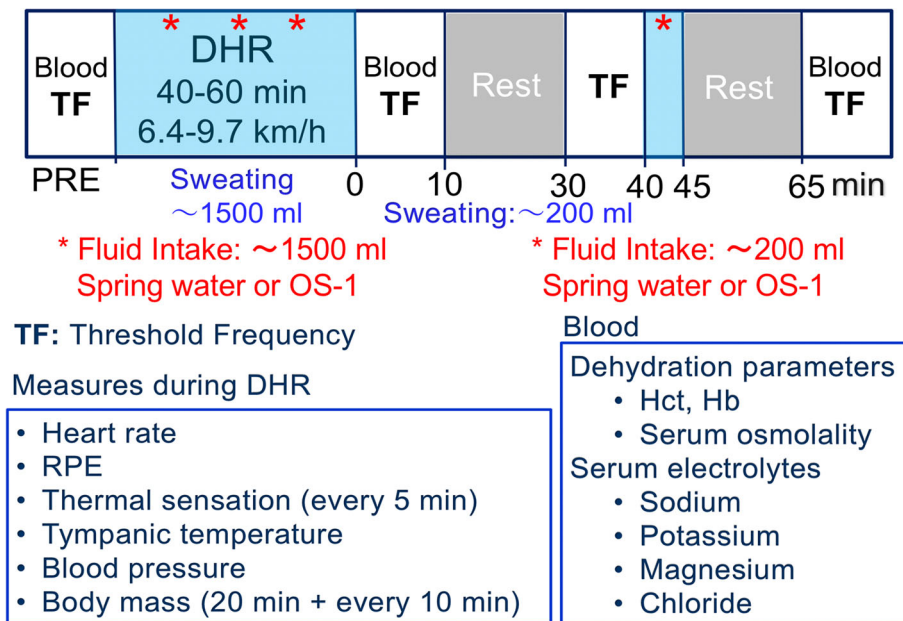 * * *
*
Blood
TF
DHR
40-60 min
6.4-9.7 km/h
Blood
TF
Rest
TF
Rest
Blood
TF
PRE
0
10
30
40
45
65 min
Sweating
~1500 ml
Sweating:~200 ml
* Fluid Intake: ~1500 ml
Spring water or OS-1
* Fluid Intake: ~200 ml
Spring water or OS-1
TF: Threshold Frequency
Measures during DHR
• Heart rate
• RPE
• Thermal sensation (every 5 min)
• Tympanic temperature
• Blood pressure
• Body mass (20 min + every 10 min)
Blood
Dehydration parameters
• Hct, Hb
• Serum osmolality
Serum electrolytes
• Sodium
• Potassium
• Magnesium
• Chloride